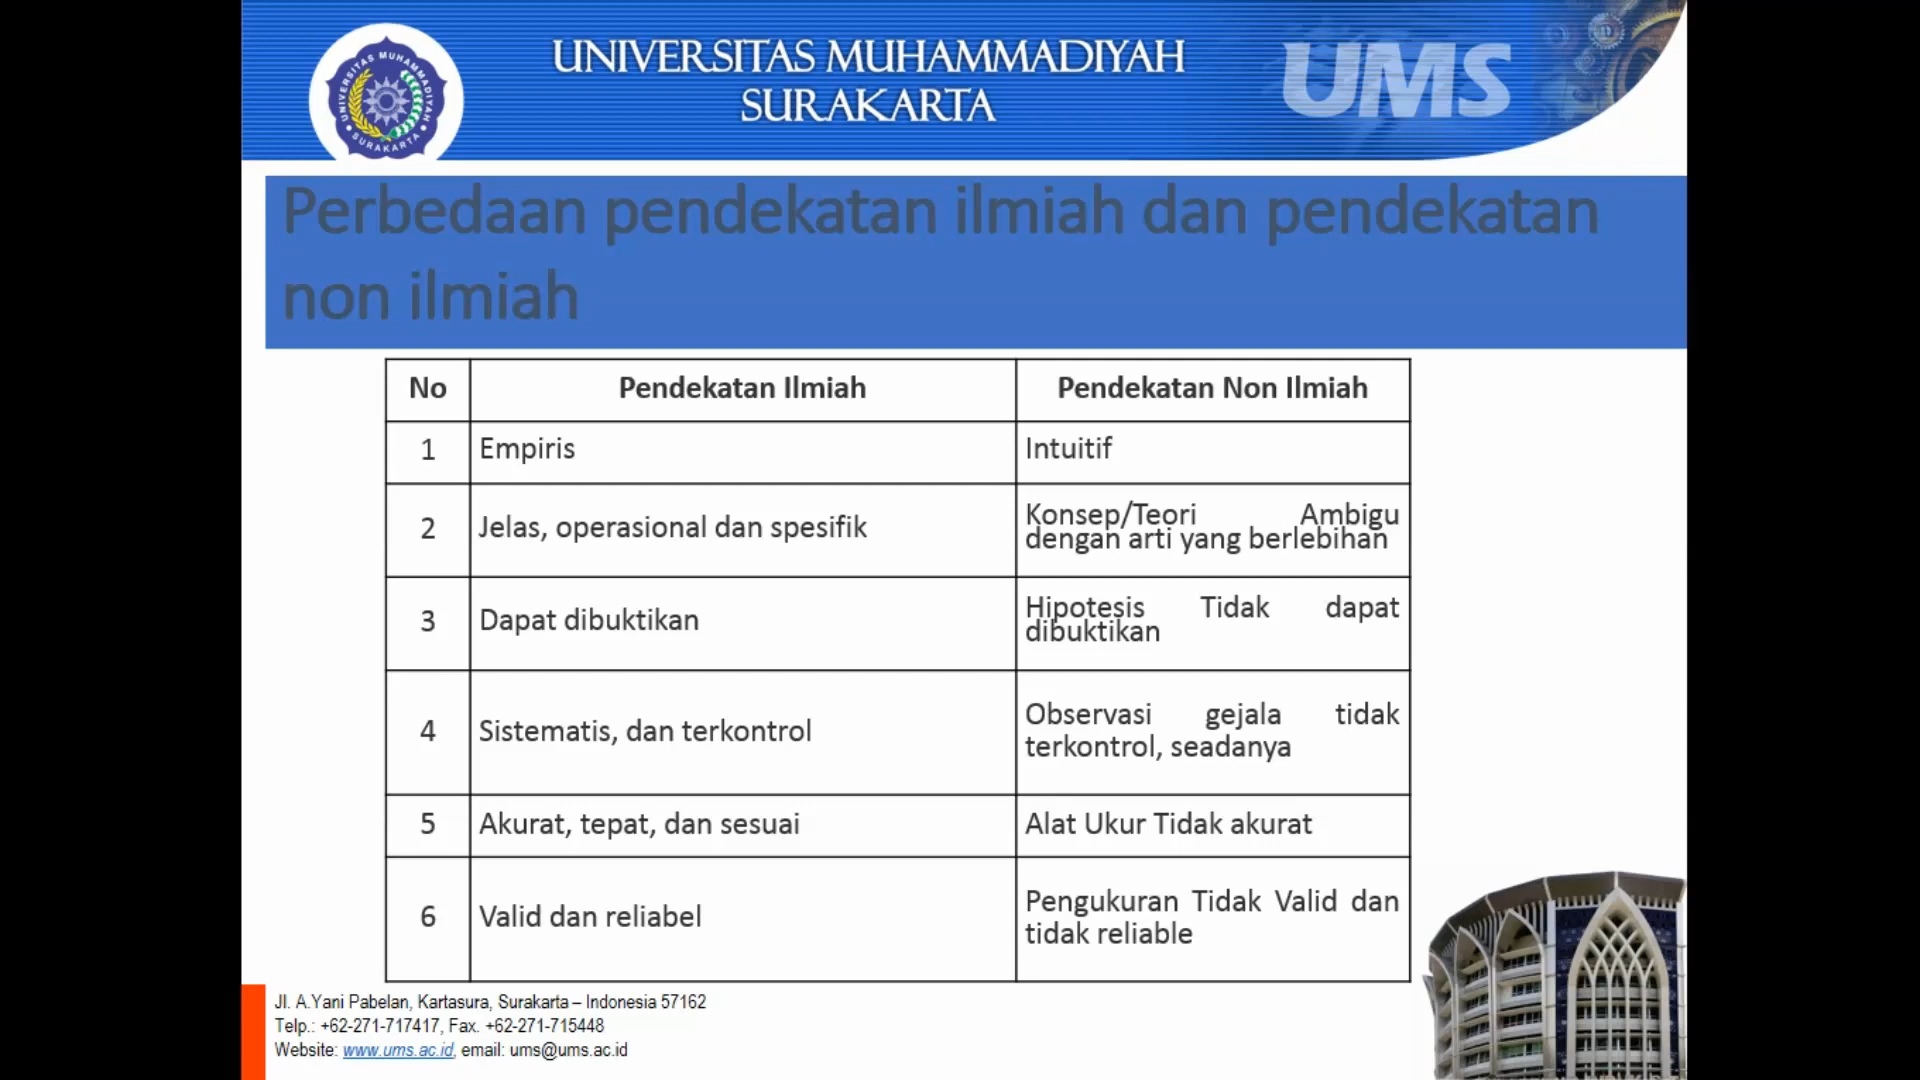 UNIVERSITAS MUHAMMADIYAH
SURAKARTA
UMS
UNIVERSITAS MUHAMMADIYAH
SURAKARTA
Perbedaan pendekatan ilmiah dan pendekatan
non ilmiah
No Pendekatan Ilmiah Pendekatan Non Ilmiah
1 Empiris Intuitif
2 Jelas, operasional dan spesifik Konsep/Teori Ambigu
dengan arti yang berlebihan
3 Dapat dibuktikan Hipotesis Tidak dapat
dibuktikan
4 Sistematis, dan terkontrol Observasi gejala tidak
terkontrol, seadanya
5 Akurat, tepat, dan sesuai Alat Ukur Tidak akurat
6 Valid dan reliabel Pengukuran Tidak Valid dan
tidak reliable
Jl. A.Yani Pabelan, Kartasura, Surakarta – Indonesia 57162
Telp.: +62-271-717417, Fax. +62-271-715448
Website: www.ums.ac.id, email: ums@ums.ac.id